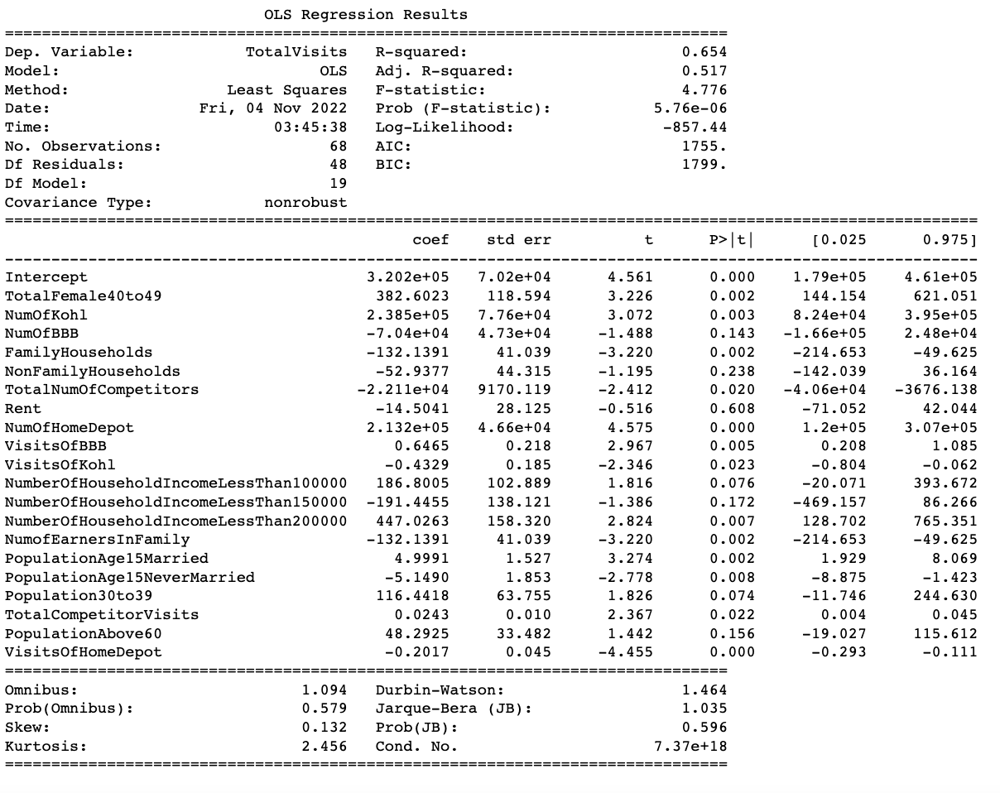 OLS Regression Results
==============================================================================
Dep. Variable:            TotalVisits   R-squared:                       0.654
Model:                            OLS   Adj. R-squared:                  0.517
Method:                 Least Squares   F-statistic:                     4.776
Date:                Fri, 04 Nov 2022   Prob (F-statistic):           5.76e-06
Time:                        03:45:38   Log-Likelihood:                -857.44
No. Observations:                  68   AIC:                             1755.
Df Residuals:                      48   BIC:                             1799.
Df Model:                          19
Covariance Type:            nonrobust
=========================================================================================================
                                            coef    std err          t      P>|t|      [0.025      0.975]
---------------------------------------------------------------------------------------------------------
Intercept                              3.202e+05   7.02e+04      4.561      0.000    1.79e+05    4.61e+05
TotalFemale40to49                       382.6023    118.594      3.226      0.002     144.154     621.051
NumOfKohl                              2.385e+05   7.76e+04      3.072      0.003    8.24e+04    3.95e+05
NumOfBBB                               -7.04e+04   4.73e+04     -1.488      0.143   -1.66e+05    2.48e+04
FamilyHouseholds                       -132.1391     41.039     -3.220      0.002    -214.653     -49.625
NonFamilyHouseholds                     -52.9377     44.315     -1.195      0.238    -142.039      36.164
TotalNumOfCompetitors                 -2.211e+04   9170.119     -2.412      0.020   -4.06e+04   -3676.138
Rent                                    -14.5041     28.125     -0.516      0.608     -71.052      42.044
NumOfHomeDepot                         2.132e+05   4.66e+04      4.575      0.000     1.2e+05    3.07e+05
VisitsOfBBB                               0.6465      0.218      2.967      0.005       0.208       1.085
VisitsOfKohl                             -0.4329      0.185     -2.346      0.023      -0.804      -0.062
NumberOfHouseholdIncomeLessThan100000   186.8005    102.889      1.816      0.076     -20.071     393.672
NumberOfHouseholdIncomeLessThan150000  -191.4455    138.121     -1.386      0.172    -469.157      86.266
NumberOfHouseholdIncomeLessThan200000   447.0263    158.320      2.824      0.007     128.702     765.351
NumofEarnersInFamily                   -132.1391     41.039     -3.220      0.002    -214.653     -49.625
PopulationAge15Married                    4.9991      1.527      3.274      0.002       1.929       8.069
PopulationAge15NeverMarried              -5.1490      1.853     -2.778      0.008      -8.875      -1.423
Population30to39                        116.4418     63.755      1.826      0.074     -11.746     244.630
TotalCompetitorVisits                     0.0243      0.010      2.367      0.022       0.004       0.045
PopulationAbove60                        48.2925     33.482      1.442      0.156     -19.027     115.612
VisitsOfHomeDepot                        -0.2017      0.045     -4.455      0.000      -0.293      -0.111
==============================================================================
Omnibus:                        1.094   Durbin-Watson:                   1.464
Prob(Omnibus):                  0.579   Jarque-Bera (JB):                1.035
Skew:                           0.132   Prob(JB):                        0.596
Kurtosis:                       2.456   Cond. No.                     7.37e+18
==============================================================================